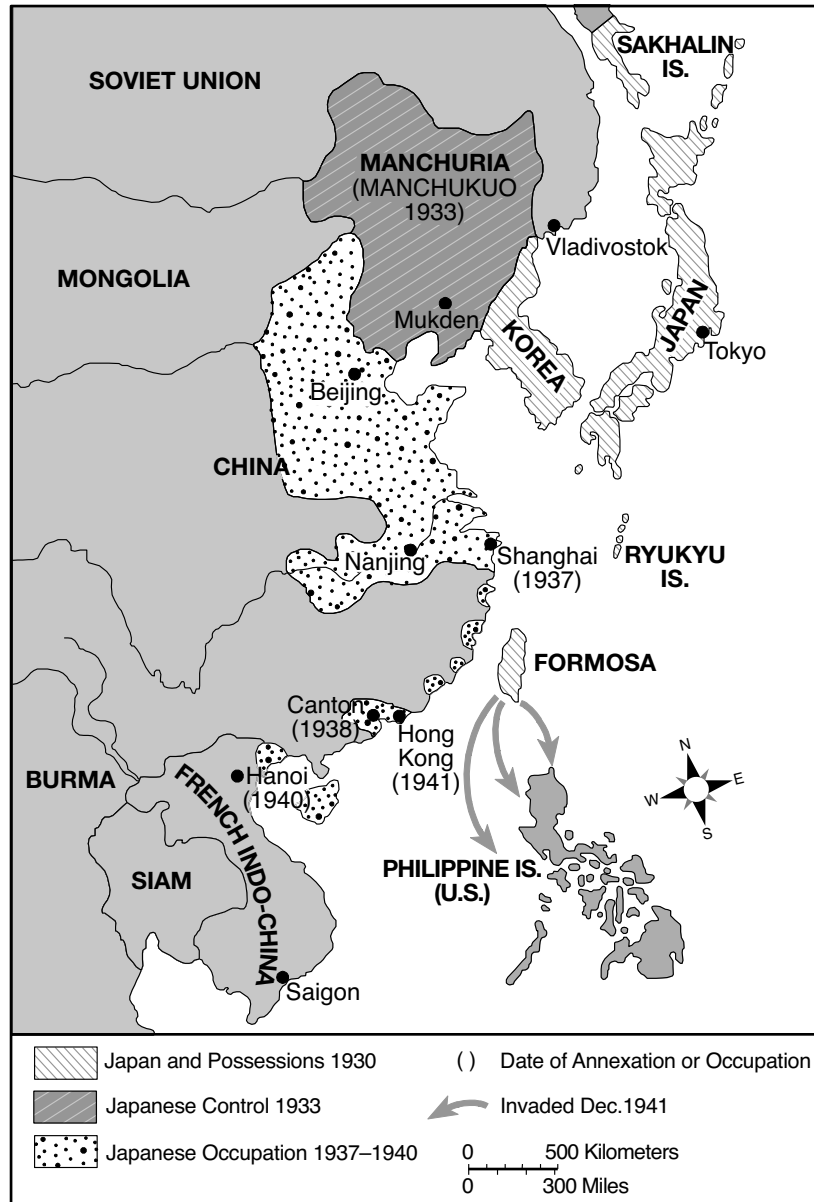 SAKHALIN
IS.
SOVIET UNION
MANCHURIA
(MANCHUKUO
1933)
Vladivostok
MONGOLIA
Mukden
KOREA
JAPAN
Tokyo
Beijing
CHINA
Nanjing
Shanghai
(1937)
RYUKYU
IS.
FORMOSA
Canton
(1938)
Hong
Kong
(1941)
BURMA
Hanoi
(1940)
FRENCH INDO-CHINA
N
E
W
S
SIAM
PHILIPPINE IS.
(U.S.)
Saigon
Japan and Possessions 1930
Japanese Control 1933
Japanese Occupation 1937–1940
( ) Date of Annexation or Occupation
Invaded Dec.1941
0 500 Kilometers
0 300 Miles